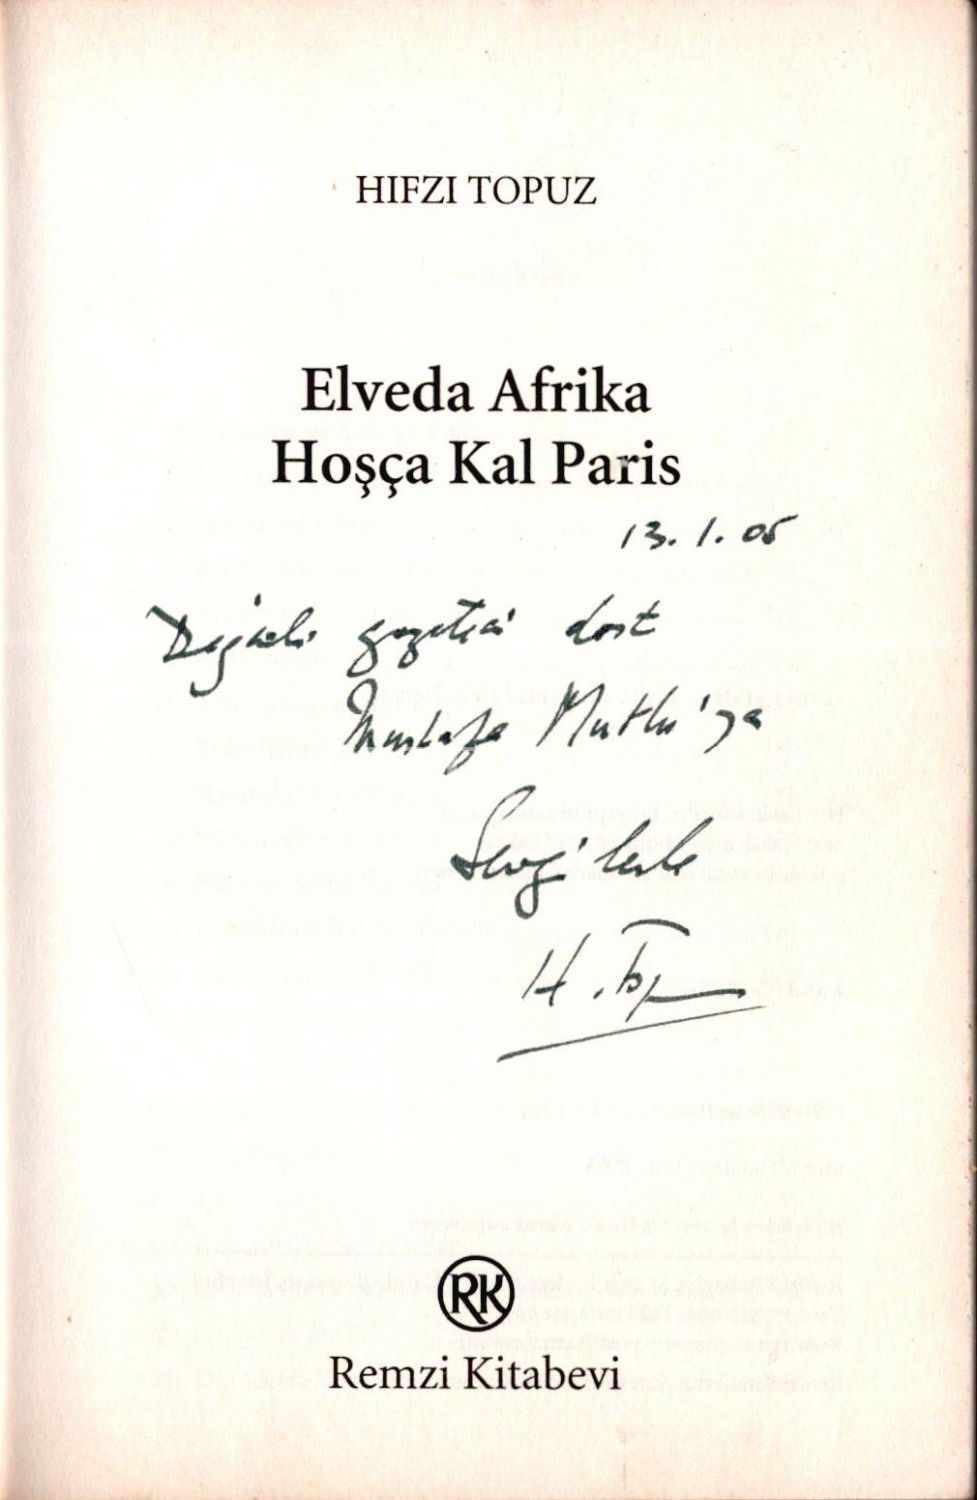 HIFZI TOPUZ
Elveda Afrika
Hoşça Kal Paris
13.1.05
Değerli gazeteci dost
Mustafa Mutlu'ya
Sevgilerle
H. Top
RK
Remzi Kitabevi